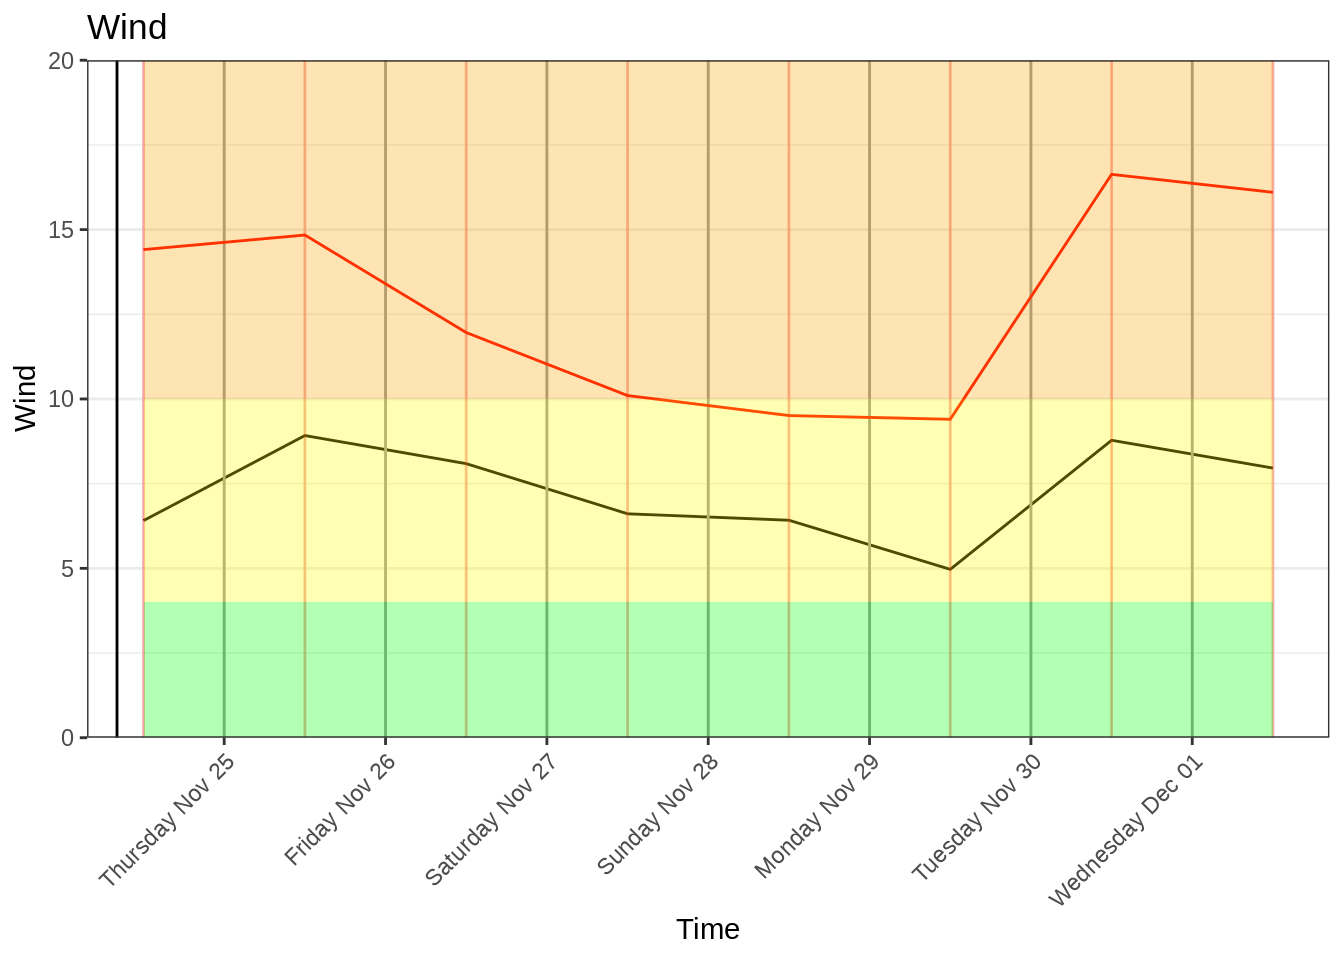 Wind
20
15
10
5
0
Wind
Thursday Nov 25
Friday Nov 26
Saturday Nov 27
Sunday Nov 28
Monday Nov 29
Tuesday Nov 30
Wednesday Dec 01
Time